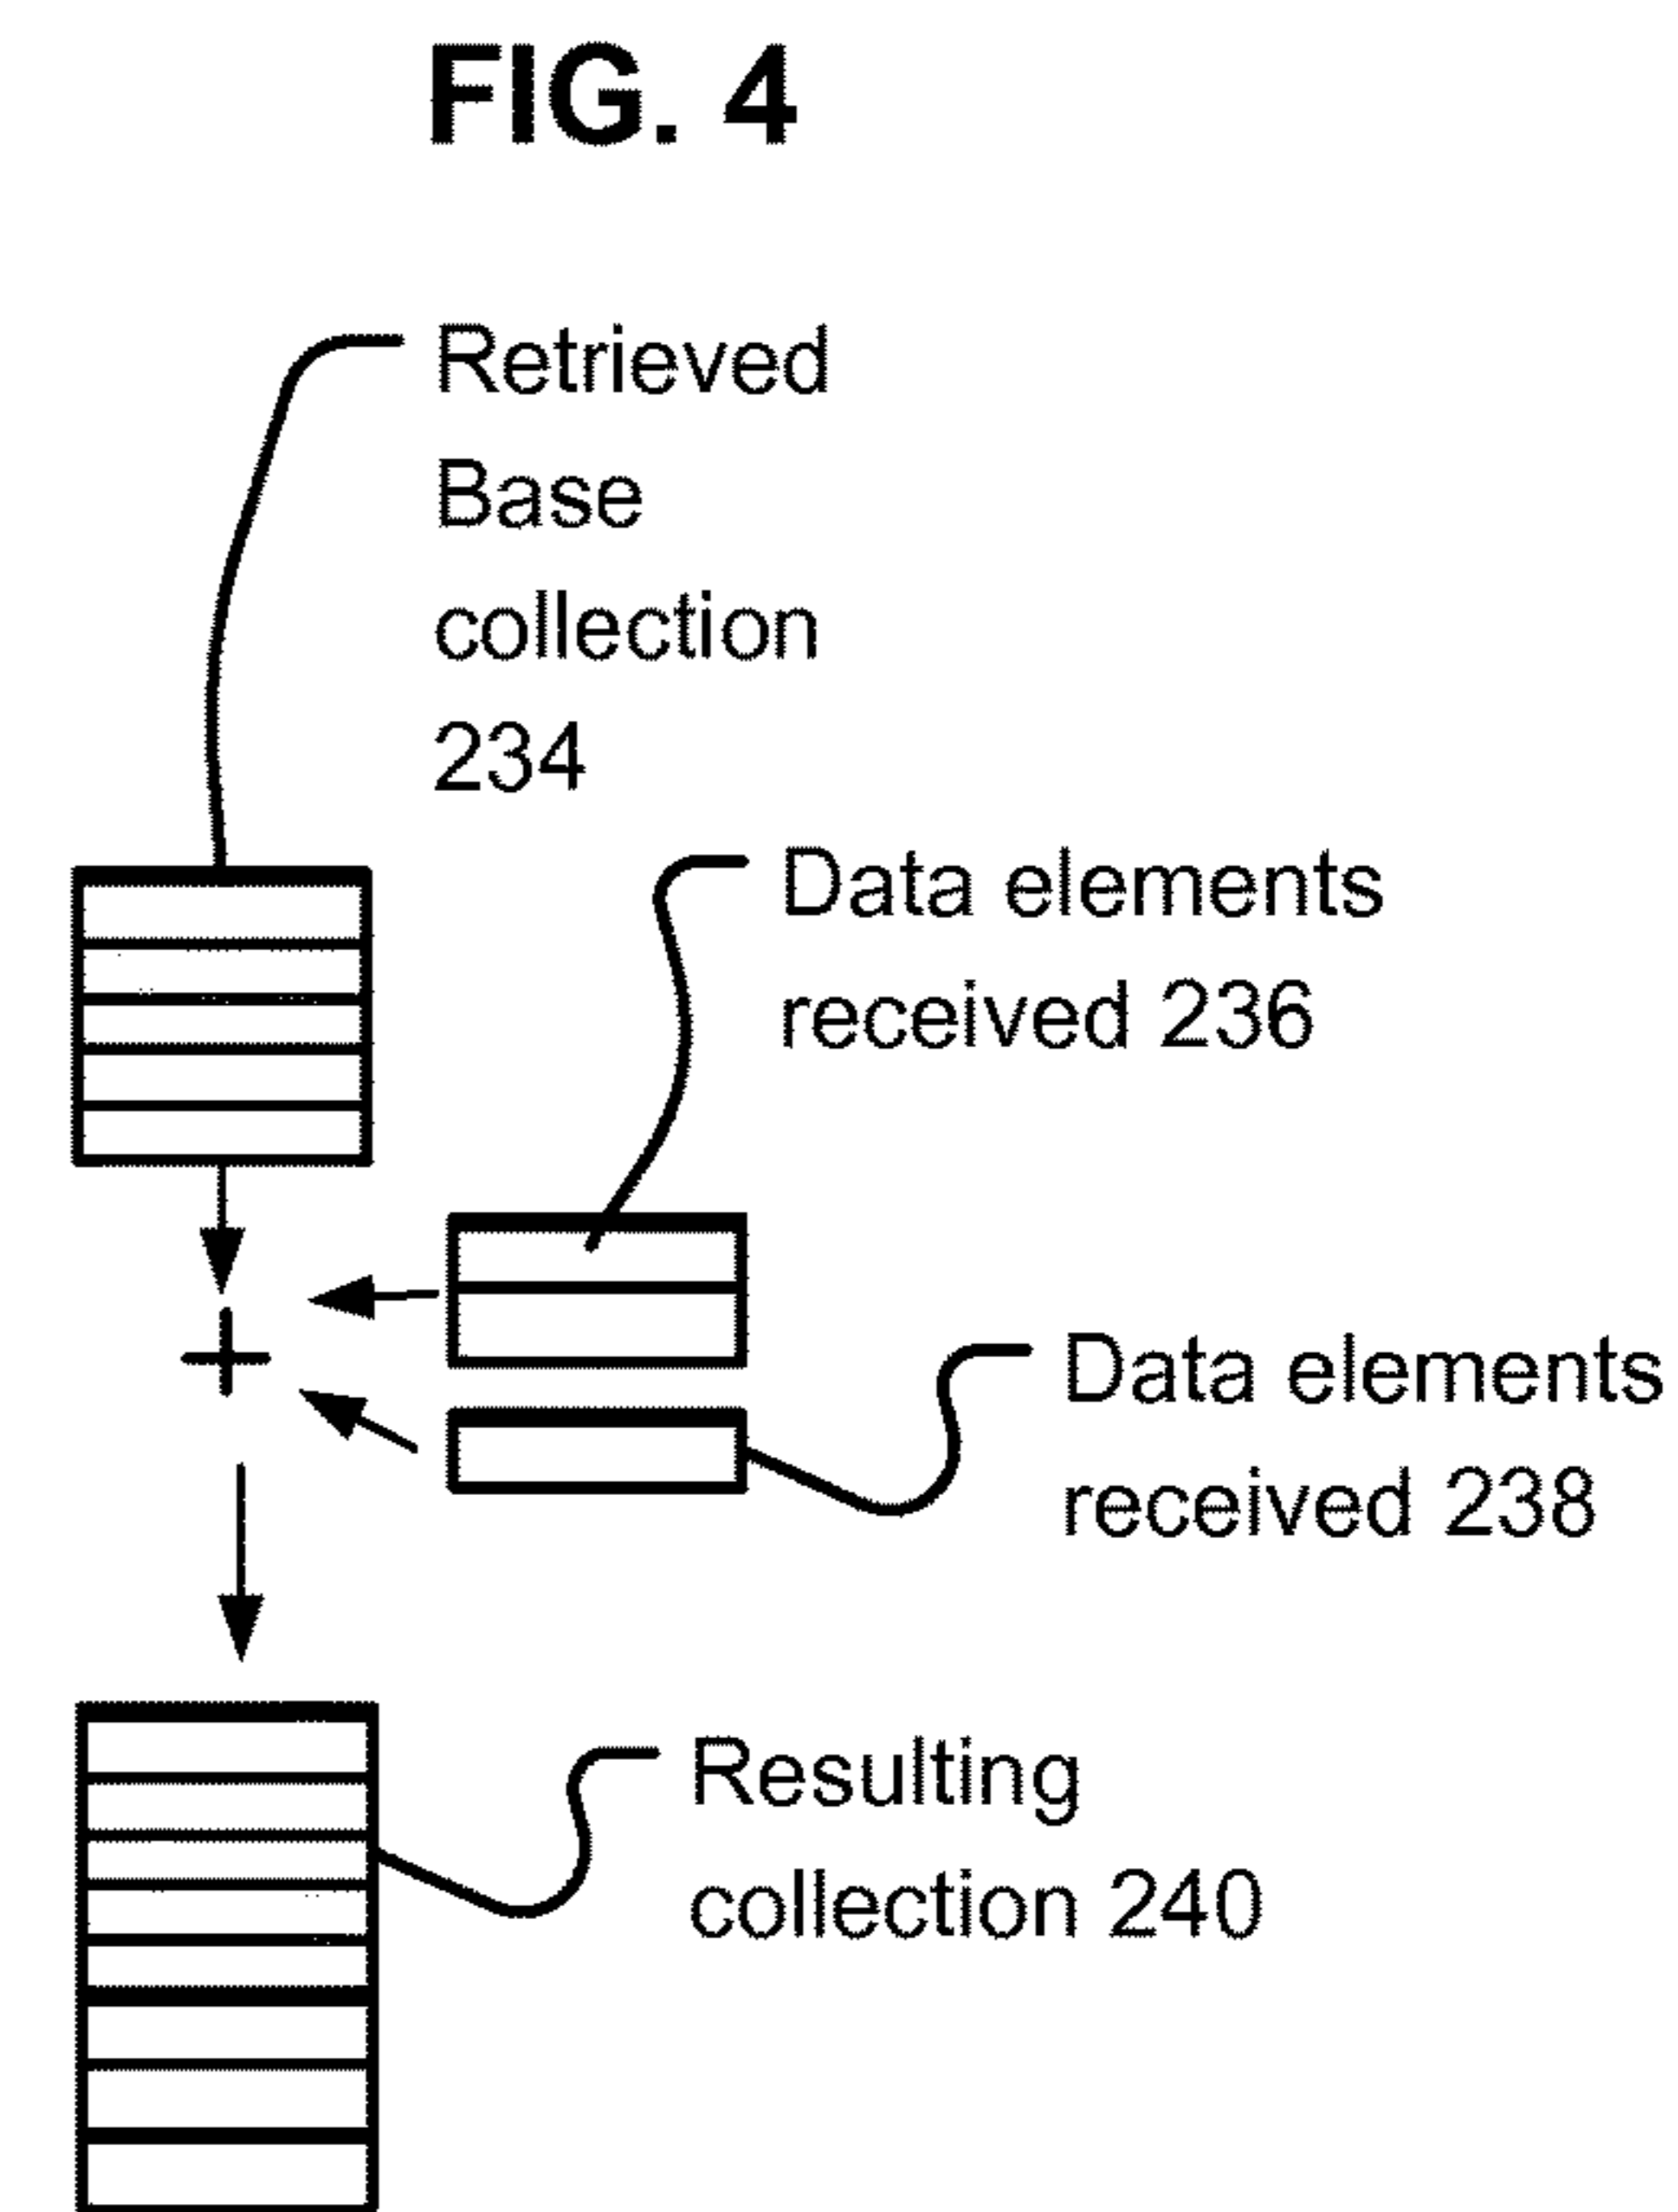 FIG. 4
Retrieved
Base
collection
234
Data elements
received 236
Data elements
received 238
Resulting
collection 240